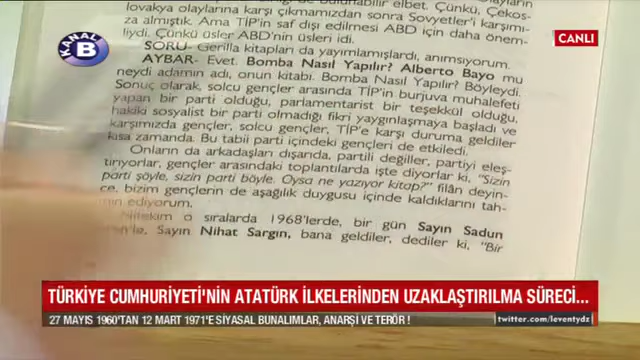 bulunabilir elbet. Çünkü, Çekos-
lovakya olaylarına karşı çıkmamızdan sonra Sovyetler'i karşımı-
za almıştık. Ama TİP'in saf dışı edilmesi ABD için daha önem-
liydi. Çünkü üsler ABD'nin üsleri idi.
SORU- Gerilla kitapları da yayımlamışlardı, anımsıyorum.
AYBAR- Evet. Bomba Nasıl Yapılır? Alberto Bayo mu
neydi adamın adı, onun kitabı. Bomba Nasıl Yapılır? Böyleydi.
Sonuç olarak, solcu gençler arasında TİP'in burjuva muhalefeti
yapan bir parti olduğu, parlamentarist bir teşekkül olduğu,
hakiki sosyalist bir parti olmadığı fikri yaygınlaşmaya başladı ve
karşımızda gençler, solcu gençler, TİP'e karşı duruma geldiler
kısa zamanda. Bu tabii parti içindeki gençleri de etkiledi.
Onların da arkadaşları dışarıda, partili değiller, partiyi eleş-
tiriyorlar, gençler arasındaki toplantılarda işte diyorlar ki, "Sizin
parti şöyle, sizin parti böyle. Oysa ne yazıyor kitap?" filân deyin-
ce, bizim gençlerin de aşağılık duygusu içinde kaldıklarını tah-
min ediyorum.
Nitekim o sıralarda 1968'lerde, bir gün Sayın Sadun
Sayın Nihat Sargın, bana geldiler, dediler ki, "Bir
KANAL B
CANLI
TÜRKİYE CUMHURİYETİ'NİN ATATÜRK İLKELERİNDEN UZAKLAŞTIRILMA SÜRECİ...
27 MAYIS 1960'TAN 12 MART 1971'E SİYASAL BUNALIMLAR, ANARŞİ VE TERÖR !
twitter.com/leventydz